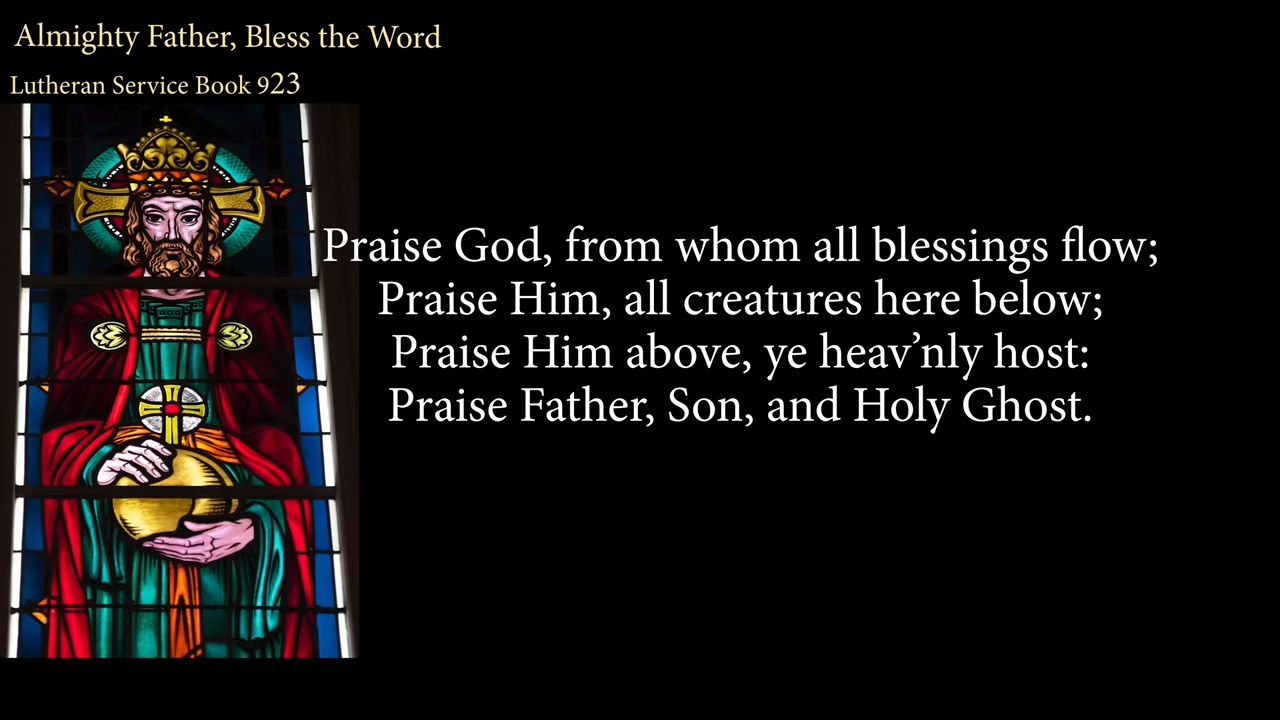 Almighty Father, Bless the Word
Lutheran Service Book 923
Praise God, from whom all blessings flow;
Praise Him, all creatures here below;
Praise Him above, ye heav’nly host:
Praise Father, Son, and Holy Ghost.